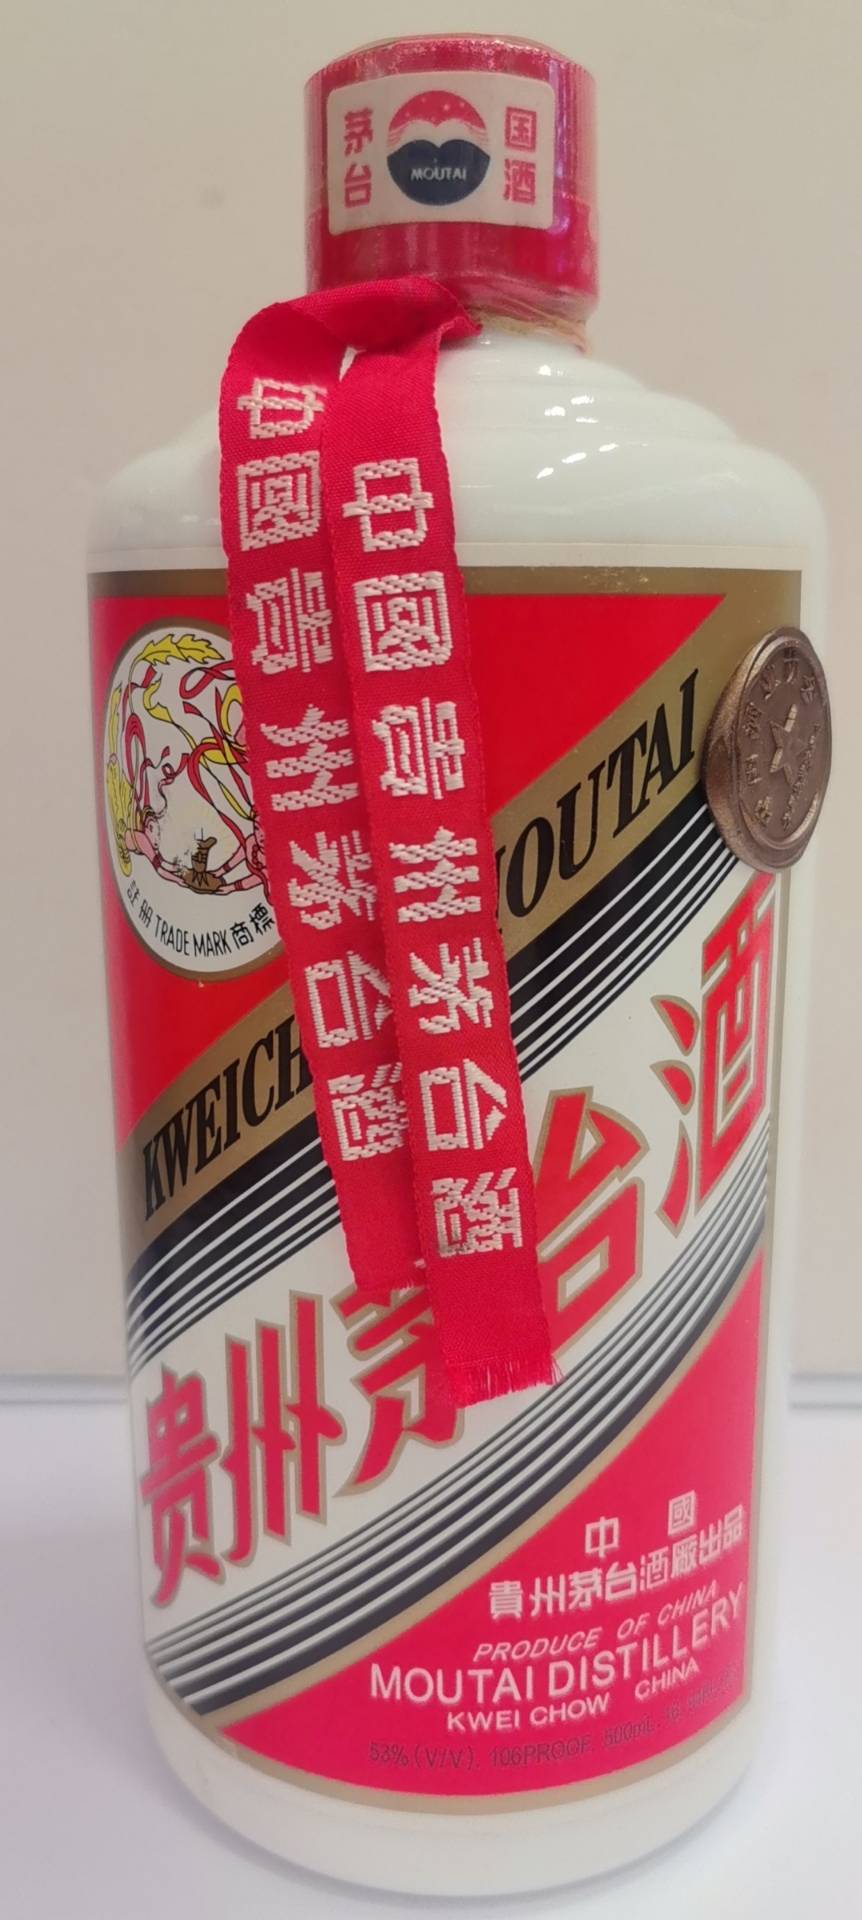 茅台 MOUTAI 国酒
中國貴州茅台酒
中國貴州茅台酒
註册 TRADE MARK 商標
KWEICH
OUTAI
贵州茅台酒
中國
貴州茅台酒廠出品
PRODUCE OF CHINA
MOUTAI DISTILLERY
KWEI CHOW CHINA
53% (V/V). 106PROOF. 500mL.